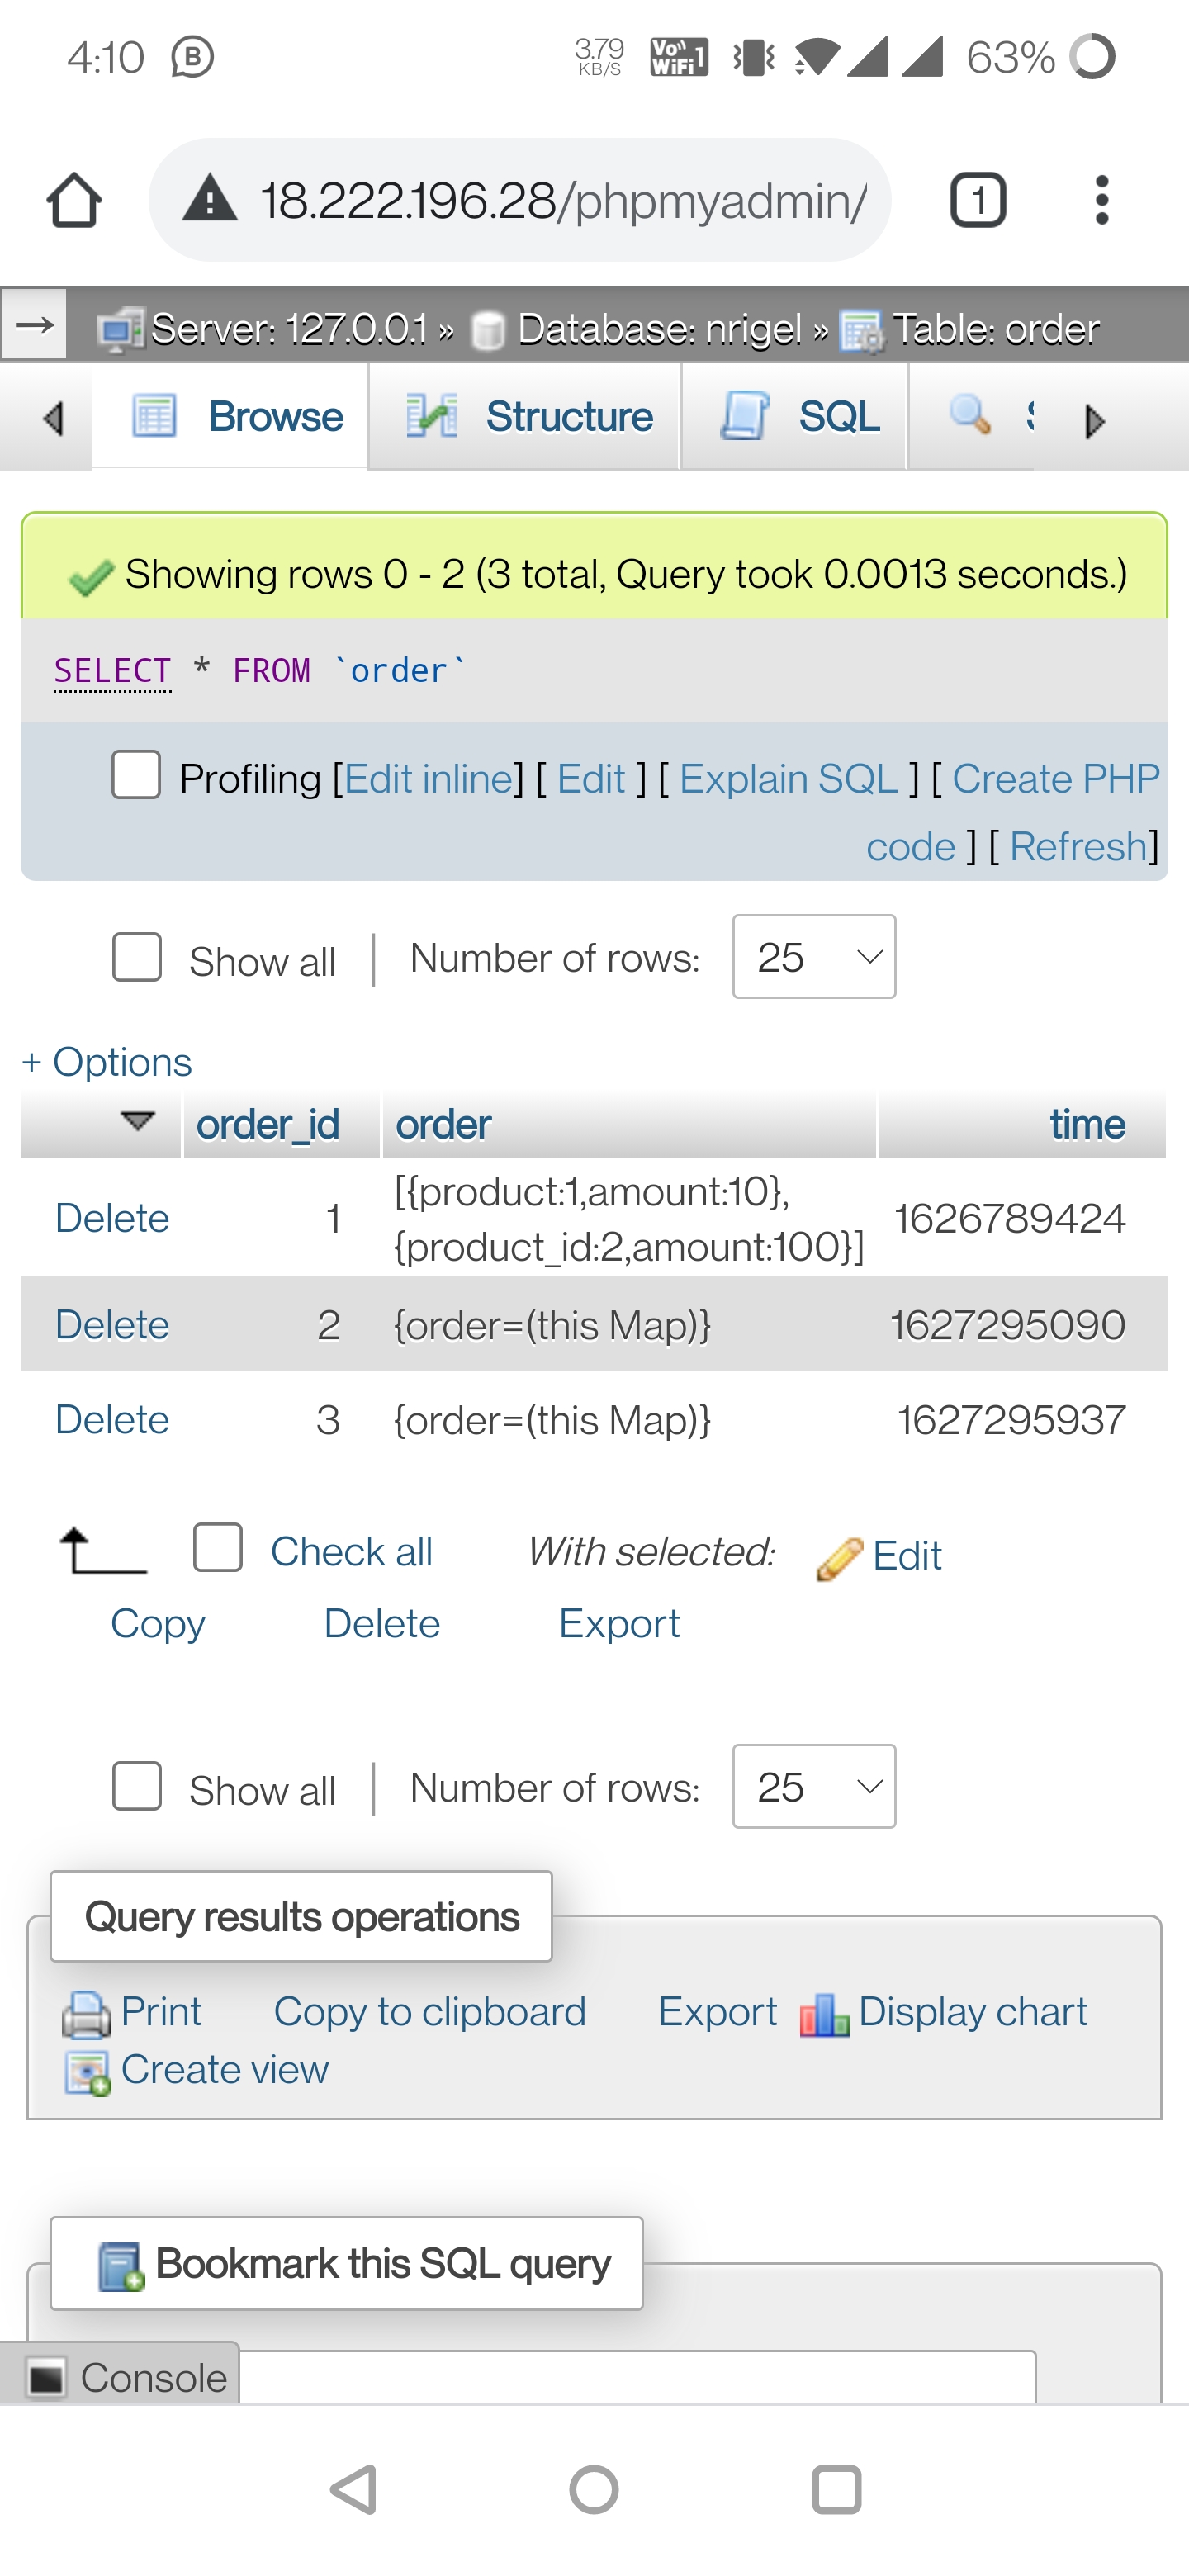 4:10 B 3.79 KB/S Vo WiFi 1 63%
18.222.196.28/phpmyadmin/ 1
Server: 127.0.0.1 » Database: nrigel » Table: order
Browse Structure SQL
Showing rows 0 - 2 (3 total, Query took 0.0013 seconds.)
SELECT * FROM `order`
Profiling [Edit inline] [ Edit ] [ Explain SQL ] [ Create PHP
code ] [ Refresh]
Show all | Number of rows: 25
+ Options
order_id order time
[{product:1,amount:10},
Delete 1 {product_id:2,amount:100}] 1626789424
Delete 2 {order=(this Map)} 1627295090
Delete 3 {order=(this Map)} 1627295937
Check all With selected: Edit
Copy Delete Export
Show all | Number of rows: 25
Query results operations
Print Copy to clipboard Export Display chart
Create view
Bookmark this SQL query
Console